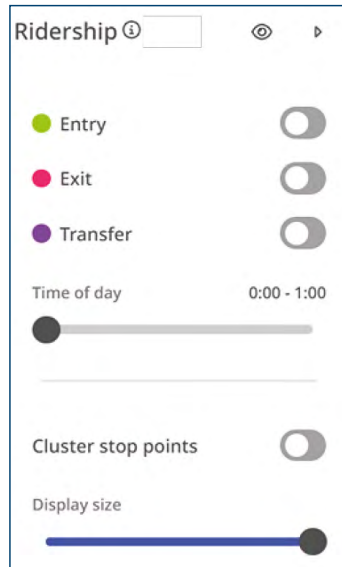 Ridership
Entry
Exit
Transfer
Time of day 0:00 - 1:00
Cluster stop points
Display size